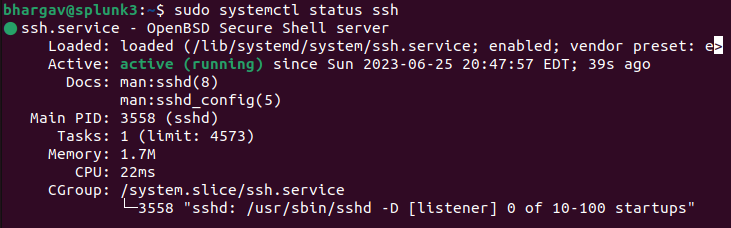 bhargav@splunk3:~$ sudo systemctl status ssh
● ssh.service - OpenBSD Secure Shell server
     Loaded: loaded (/lib/systemd/system/ssh.service; enabled; vendor preset: e>
     Active: active (running) since Sun 2023-06-25 20:47:57 EDT; 39s ago
       Docs: man:sshd(8)
             man:sshd_config(5)
   Main PID: 3558 (sshd)
      Tasks: 1 (limit: 4573)
     Memory: 1.7M
        CPU: 22ms
     CGroup: /system.slice/ssh.service
             └─3558 "sshd: /usr/sbin/sshd -D [listener] 0 of 10-100 startups"